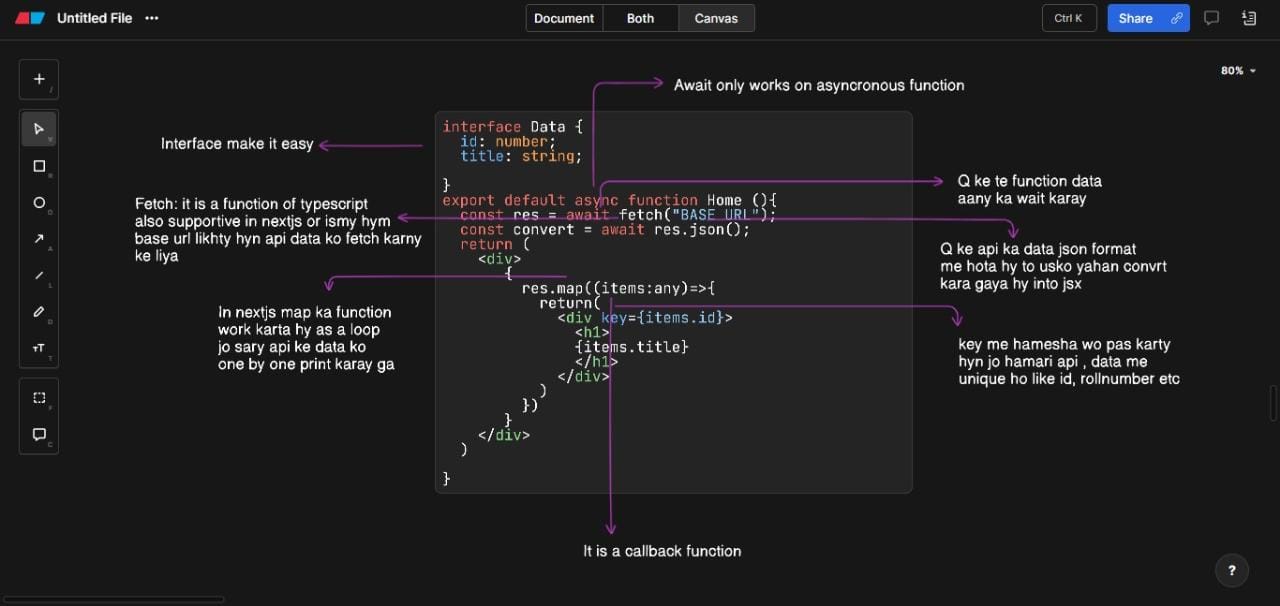 Untitled File ...
Document Both Canvas
Ctrl K
Share
80%
Await only works on asyncronous function
Interface make it easy
Fetch: it is a function of typescript
also supportive in nextjs or ismy hym
base url likhty hyn api data ko fetch karny
ke liya
In nextjs map ka function
work karta hy as a loop
jo sary api ke data ko
one by one print karay ga
interface Data {
id: number;
title: string;
}
export default async function Home (){
const res = await fetch("BASE URL");
const convert = await res.json();
return (
<div>
{
res.map((items:any)=>{
return(
<div key={items.id}>
<h1>
{items.title}
</h1>
</div>
)
})
}
</div>
)
}
Q ke te function data
aany ka wait karay
Q ke api ka data json format
me hota hy to usko yahan convrt
kara gaya hy into jsx
key me hamesha wo pas karty
hyn jo hamari api , data me
unique ho like id, rollnumber etc
It is a callback function
?